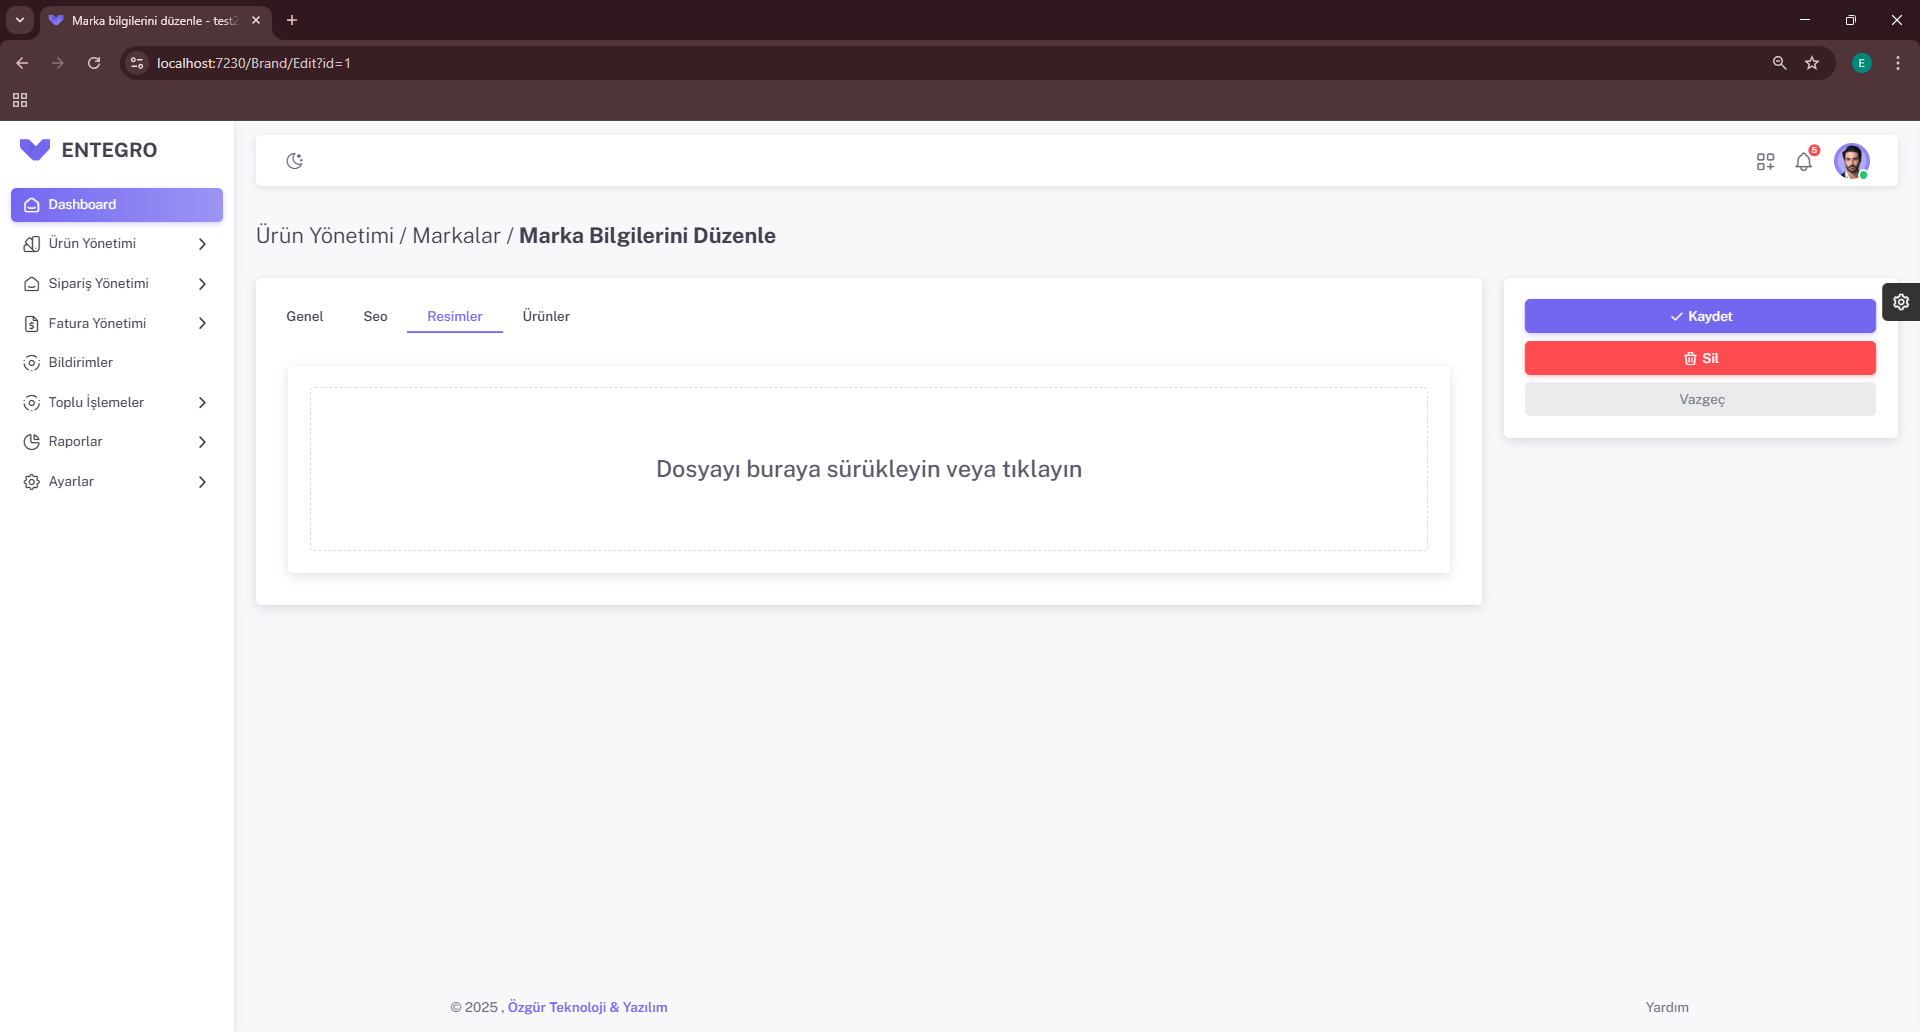 Marka bilgilerini düzenle - test2
localhost:7230/Brand/Edit?id=1
E
ENTEGRO
5
Dashboard
Ürün Yönetimi
Sipariş Yönetimi
Fatura Yönetimi
Bildirimler
Toplu İşlemeler
Raporlar
Ayarlar
Ürün Yönetimi / Markalar / Marka Bilgilerini Düzenle
Genel Seo Resimler Ürünler
Dosyayı buraya sürükleyin veya tıklayın
Kaydet
Sil
Vazgeç
© 2025 , Özgür Teknoloji & Yazılım
Yardım